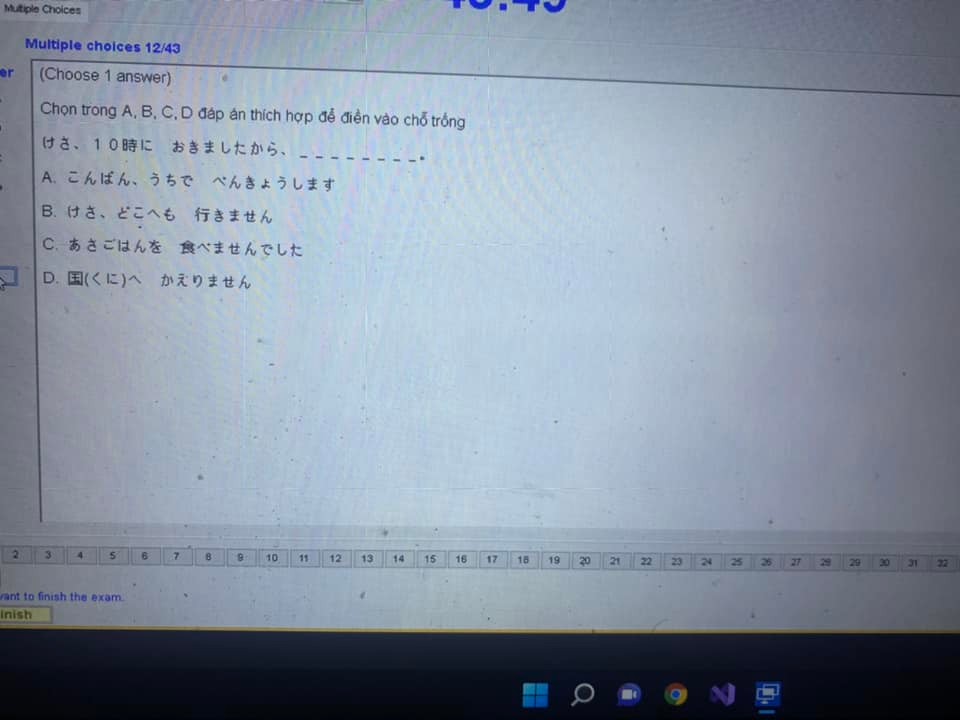 Multiple Choices
Multiple choices 12/43
(Choose 1 answer)
Chọn trong A, B, C, D đáp án thích hợp để điền vào chỗ trống
けさ、１０時に　おきましたから、＿＿＿＿＿＿＿＿。
A. こんばん、うちで　べんきょうします
B. けさ、どこへも　行きません
C. あさごはんを　食べませんでした
D. 国(くに)へ　かえりません
2 3 4 5 6 7 8 9 10 11 12 13 14 15 16 17 18 19 20 21 22 23 24 25 26 27 28 29 30 31 32
want to finish the exam.
inish